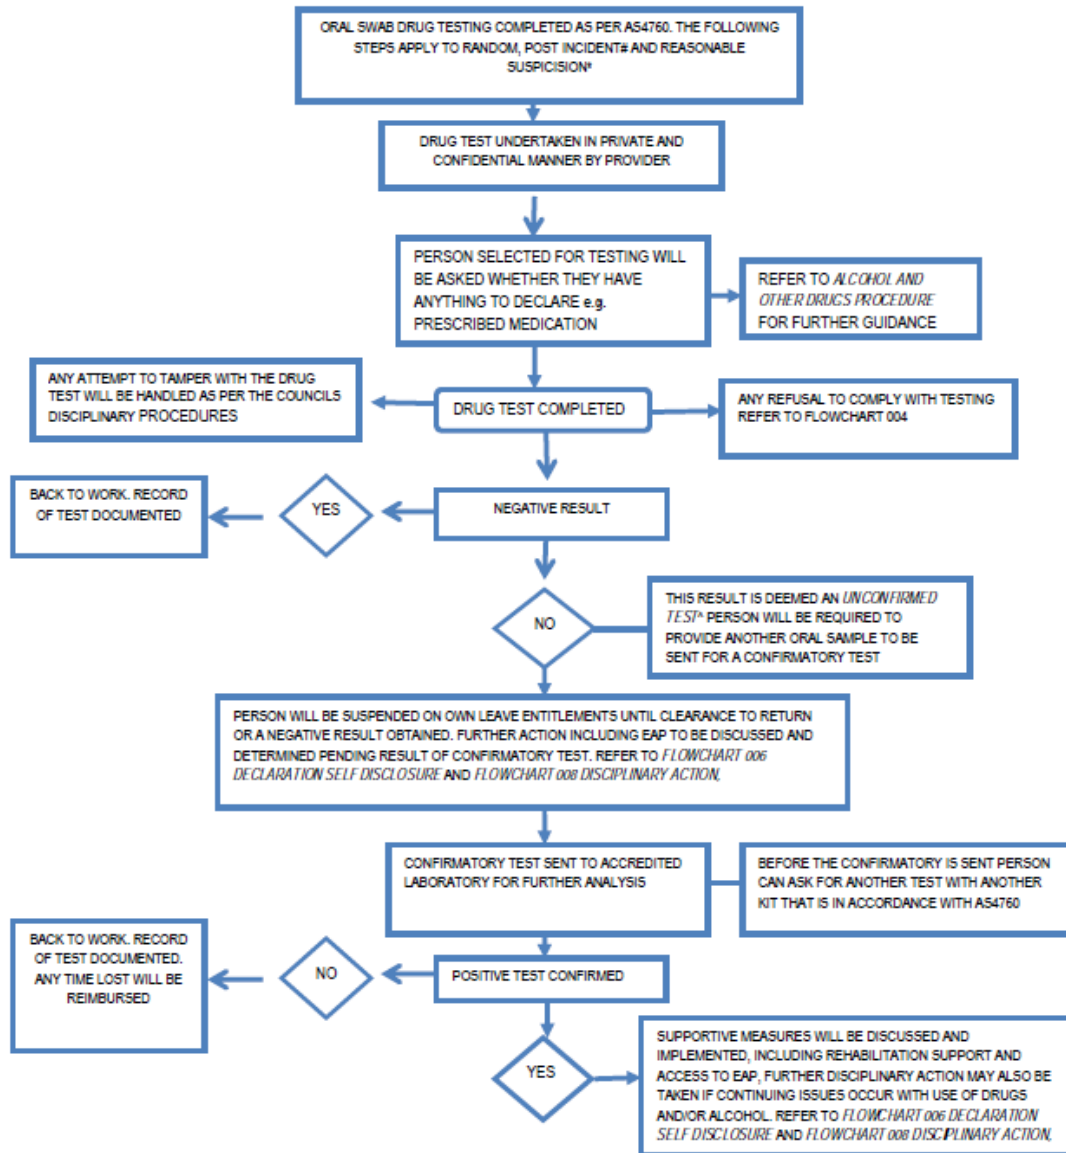 ORAL SWAB DRUG TESTING COMPLETED AS PER AS4760. THE FOLLOWING
STEPS APPLY TO RANDOM, POST INCIDENT# AND REASONABLE
SUSPICISION*
DRUG TEST UNDERTAKEN IN PRIVATE AND
CONFIDENTIAL MANNER BY PROVIDER
PERSON SELECTED FOR TESTING WILL
BE ASKED WHETHER THEY HAVE
ANYTHING TO DECLARE e.g.
PRESCRIBED MEDICATION
REFER TO ALCOHOL AND
OTHER DRUGS PROCEDURE
FOR FURTHER GUIDANCE
ANY ATTEMPT TO TAMPER WITH THE DRUG
TEST WILL BE HANDLED AS PER THE COUNCILS
DISCIPLINARY PROCEDURES
DRUG TEST COMPLETED
ANY REFUSAL TO COMPLY WITH TESTING
REFER TO FLOWCHART 004
BACK TO WORK. RECORD
OF TEST DOCUMENTED
YES
NEGATIVE RESULT
NO
THIS RESULT IS DEEMED AN UNCONFIRMED
TEST^ PERSON WILL BE REQUIRED TO
PROVIDE ANOTHER ORAL SAMPLE TO BE
SENT FOR A CONFIRMATORY TEST
PERSON WILL BE SUSPENDED ON OWN LEAVE ENTITLEMENTS UNTIL CLEARANCE TO RETURN
OR A NEGATIVE RESULT OBTAINED. FURTHER ACTION INCLUDING EAP TO BE DISCUSSED AND
DETERMINED PENDING RESULT OF CONFIRMATORY TEST. REFER TO FLOWCHART 006
DECLARATION SELF DISCLOSURE AND FLOWCHART 008 DISCIPLINARY ACTION,
CONFIRMATORY TEST SENT TO ACCREDITED
LABORATORY FOR FURTHER ANALYSIS
BEFORE THE CONFIRMATORY IS SENT PERSON
CAN ASK FOR ANOTHER TEST WITH ANOTHER
KIT THAT IS IN ACCORDANCE WITH AS4760
BACK TO WORK. RECORD
OF TEST DOCUMENTED.
ANY TIME LOST WILL BE
REIMBURSED
NO
POSITIVE TEST CONFIRMED
YES
SUPPORTIVE MEASURES WILL BE DISCUSSED AND
IMPLEMENTED, INCLUDING REHABILITATION SUPPORT AND
ACCESS TO EAP, FURTHER DISCIPLINARY ACTION MAY ALSO BE
TAKEN IF CONTINUING ISSUES OCCUR WITH USE OF DRUGS
AND/OR ALCOHOL. REFER TO FLOWCHART 006 DECLARATION
SELF DISCLOSURE AND FLOWCHART 008 DISCIPLINARY ACTION,